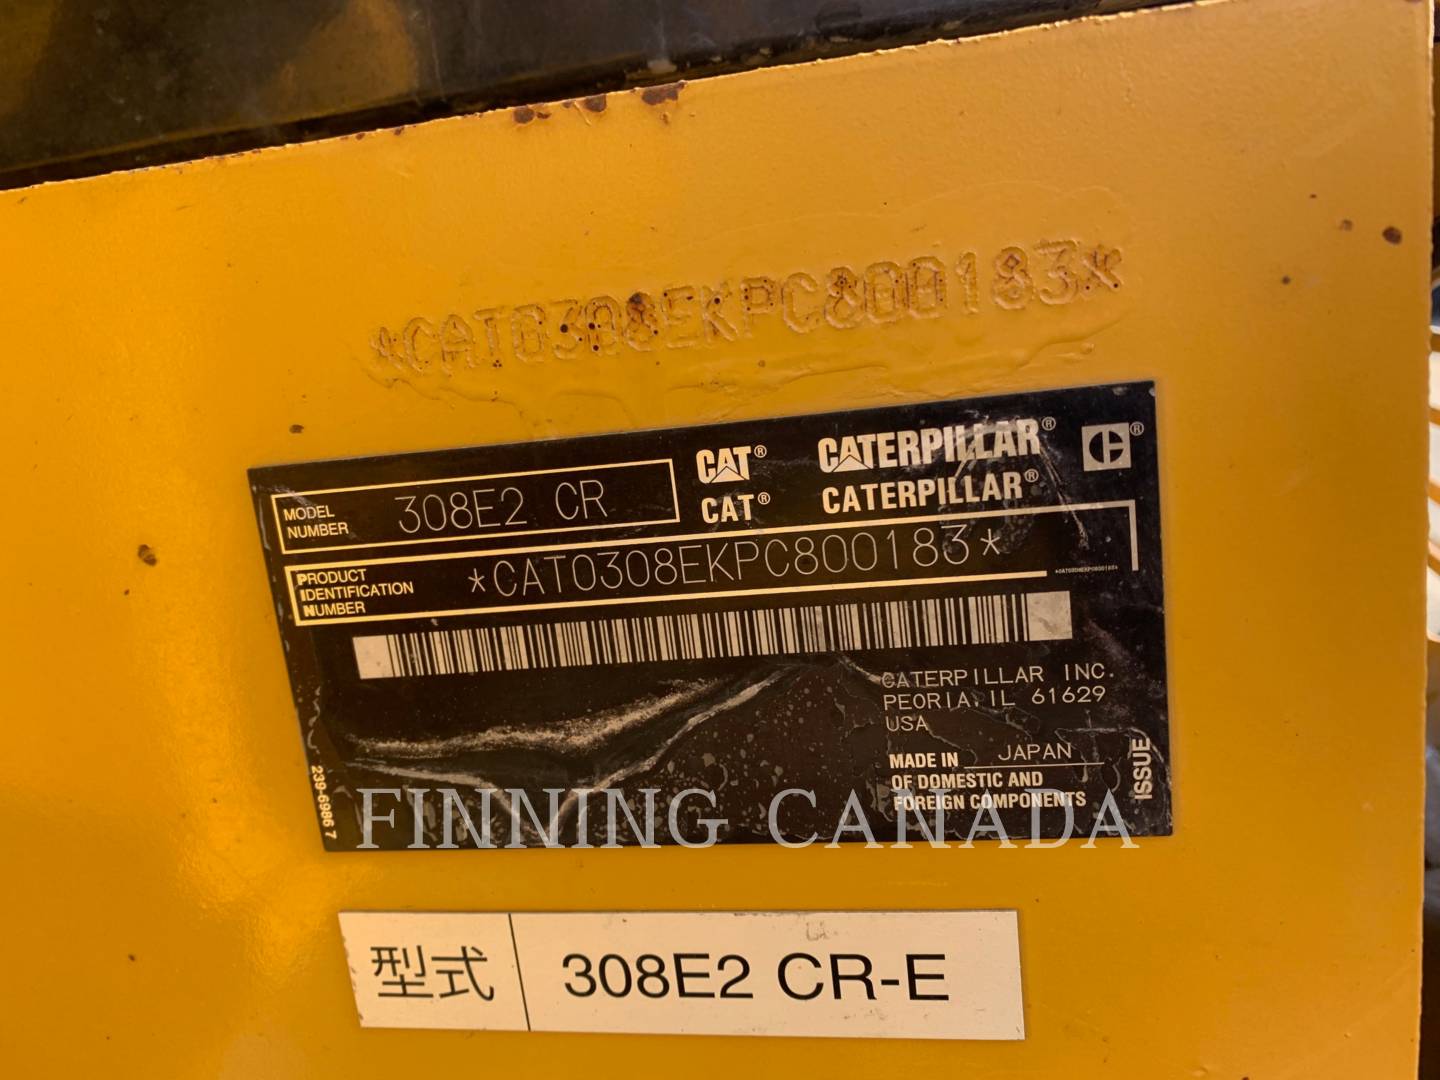 *CAT0308EKPC800183*
CAT® CATERPILLAR® ®
MODEL NUMBER 308E2 CR
CAT® CATERPILLAR®
PRODUCT IDENTIFICATION NUMBER *CAT0308EKPC800183*
*CAT0308EKPC800183*
CATERPILLAR INC.
PEORIA, IL 61629
USA
MADE IN JAPAN
OF DOMESTIC AND
FOREIGN COMPONENTS
ISSUE
239-6986 7
FINNING CANADA
型式 308E2 CR-E